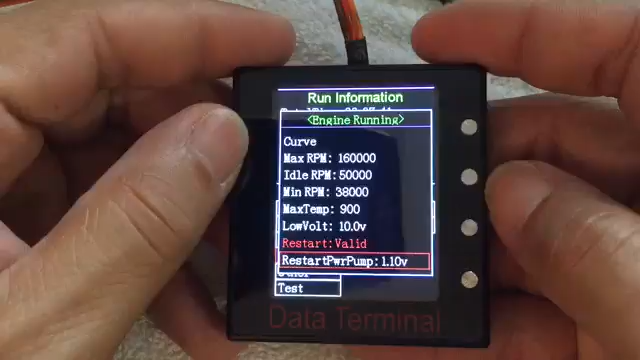 Run Information
<Engine Running>
Curve
Max RPM: 160000
Idle RPM: 50000
Min RPM: 38000
MaxTemp: 900
LowVolt: 10.0v
Restart:Valid
RestartPwrPump:1.10v
Test
Data Terminal